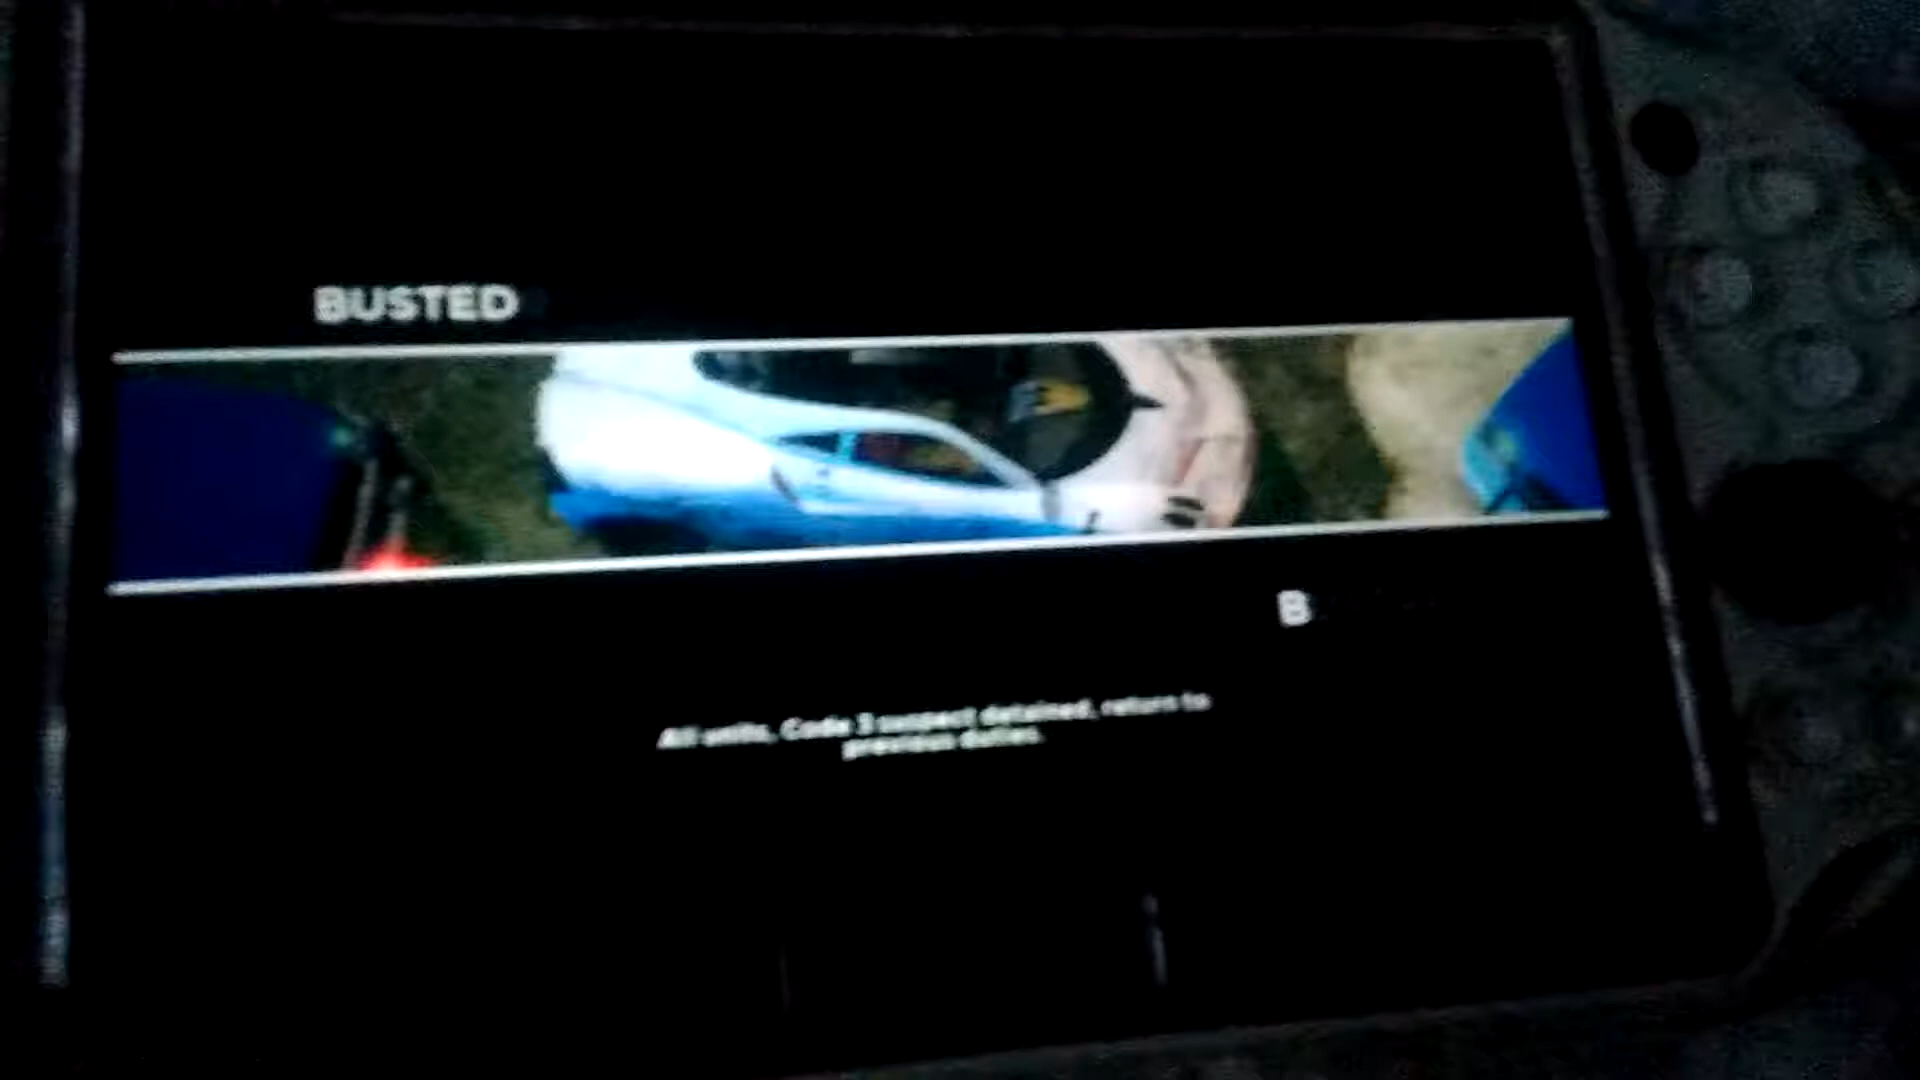 BUSTED
B
All units, Code 3 suspect detained, return to
previous duties.